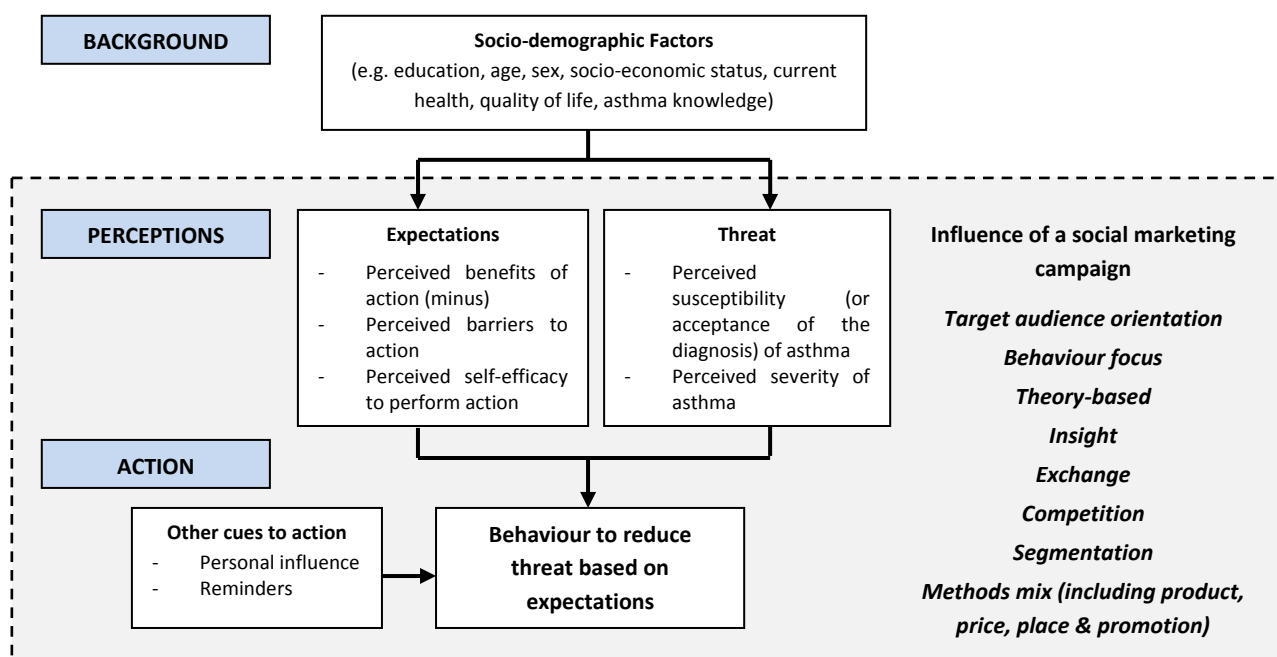 BACKGROUND
Socio-demographic Factors
(e.g. education, age, sex, socio-economic status, current
health, quality of life, asthma knowledge)
PERCEPTIONS
Expectations
- Perceived benefits of
action (minus)
- Perceived barriers to
action
- Perceived self-efficacy
to perform action
Threat
- Perceived
susceptibility (or
acceptance of the
diagnosis) of asthma
- Perceived severity of
asthma
Influence of a social marketing
campaign
Target audience orientation
Behaviour focus
Theory-based
Insight
Exchange
Competition
Segmentation
Methods mix (including product,
price, place & promotion)
ACTION
Other cues to action
- Personal influence
- Reminders
Behaviour to reduce
threat based on
expectations